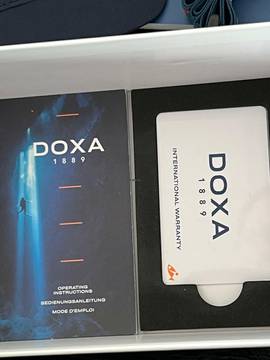 DOXA
1889
OPERATING
INSTRUCTIONS
BEDIENUNGSANLEITUNG
MODE D'EMPLOI
DOXA
1889
INTERNATIONAL WARRANTY